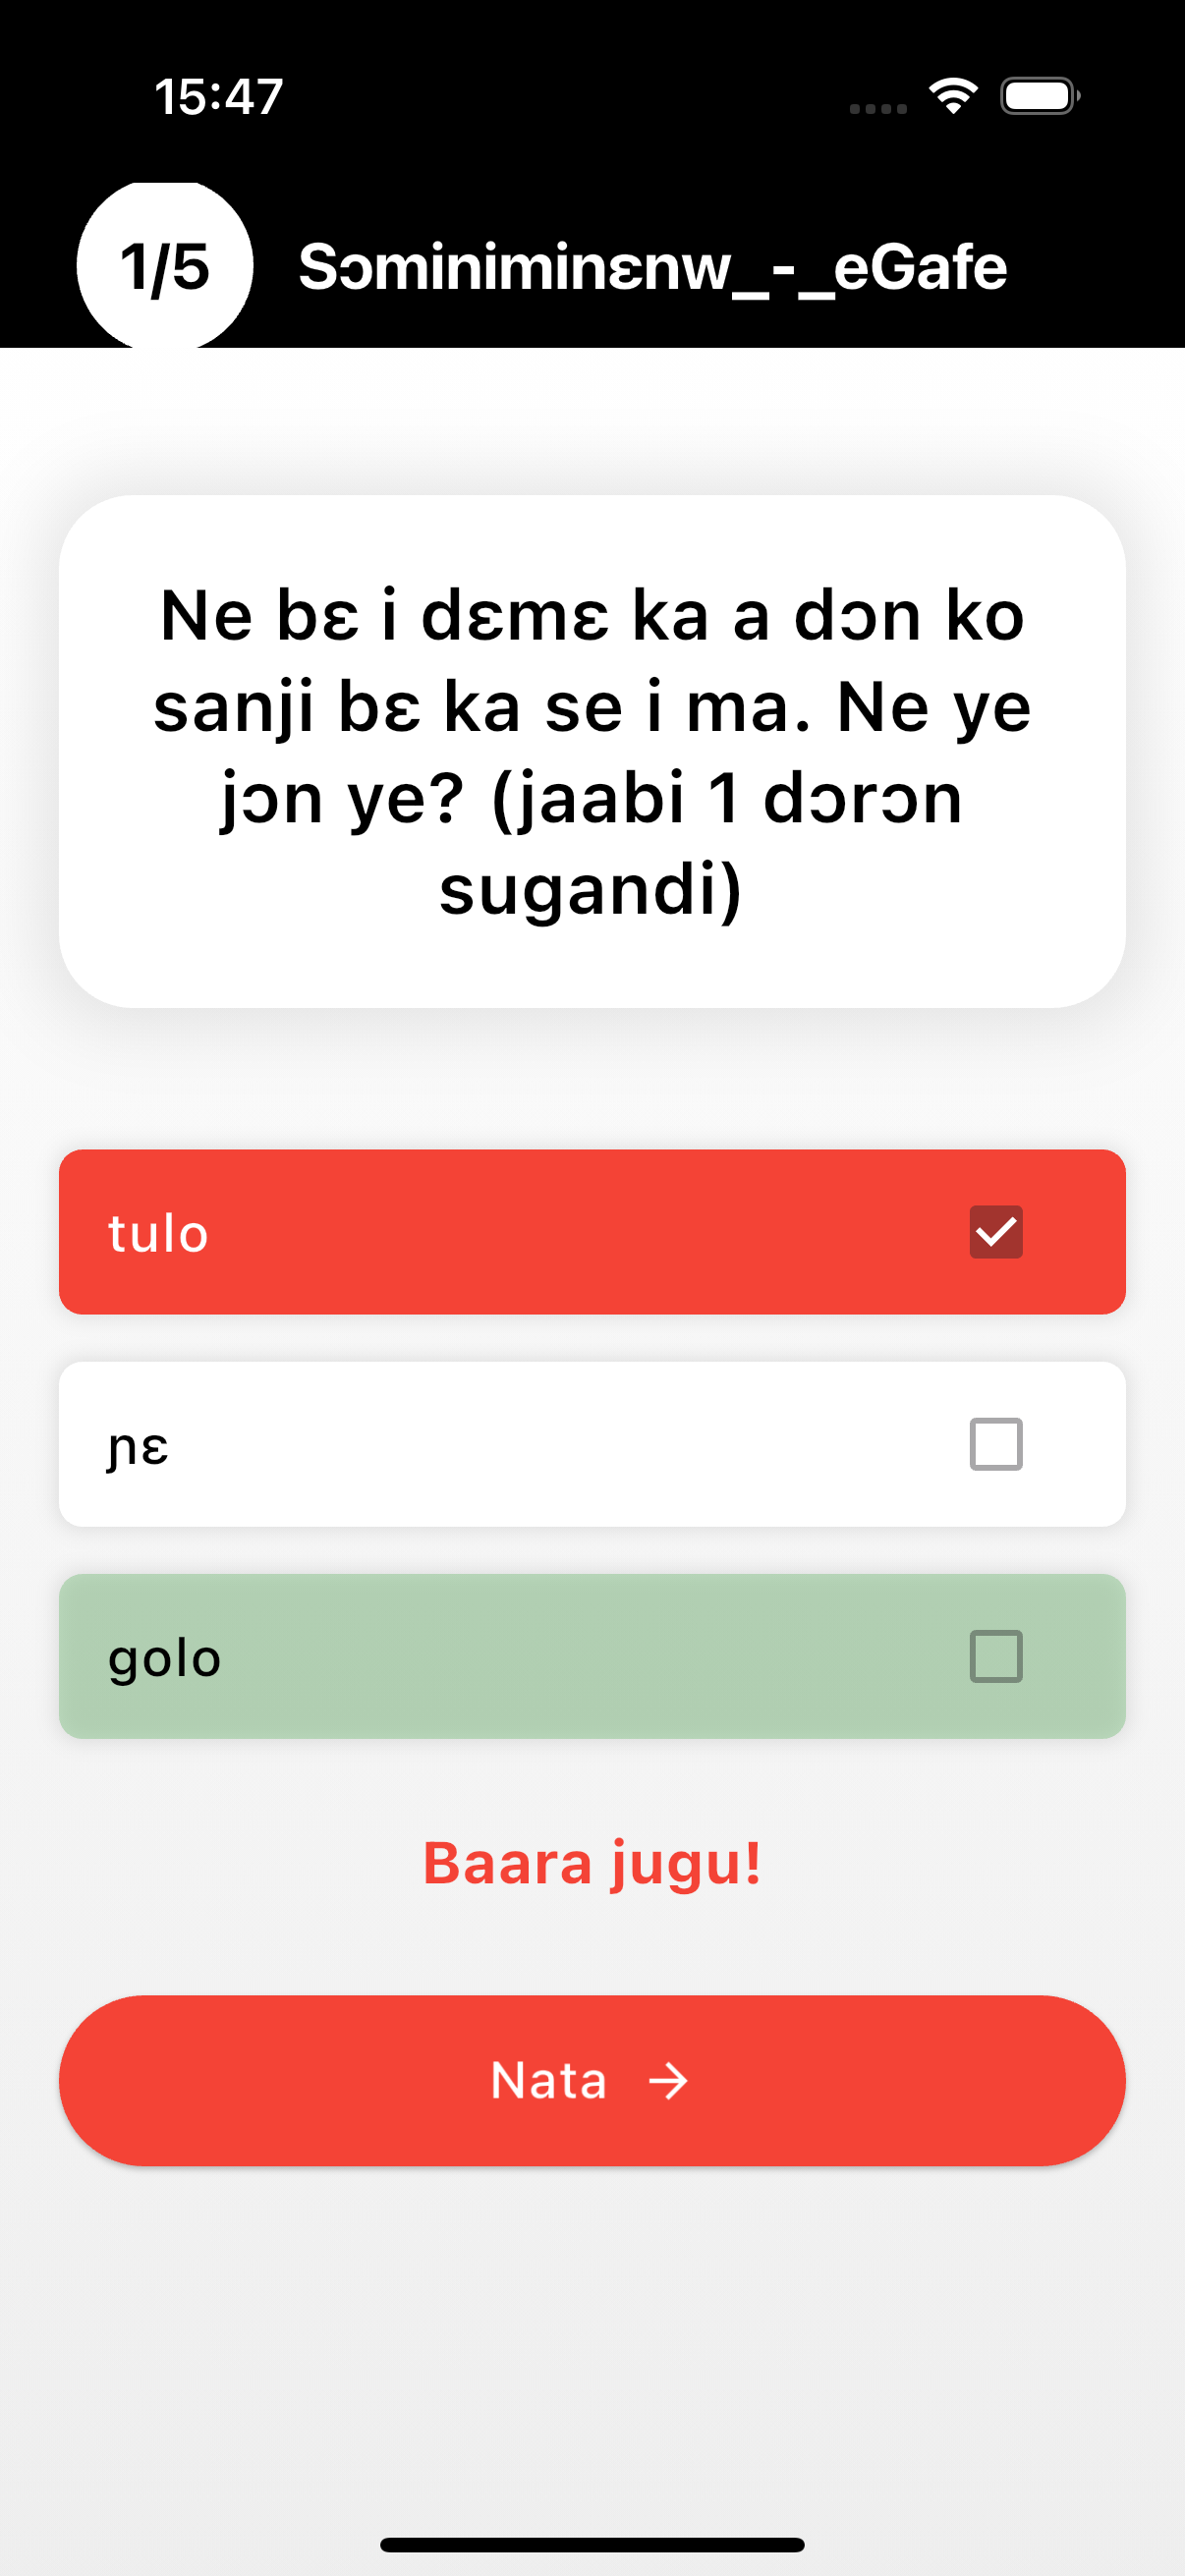 15:47
1/5 Sɔminiminɛnw_-_eGafe
Ne bɛ i dɛmɛ ka a dɔn ko
sanji bɛ ka se i ma. Ne ye
jɔn ye? (jaabi 1 dɔrɔn
sugandi)
tulo
ɲɛ
golo
Baara jugu!
Nata →